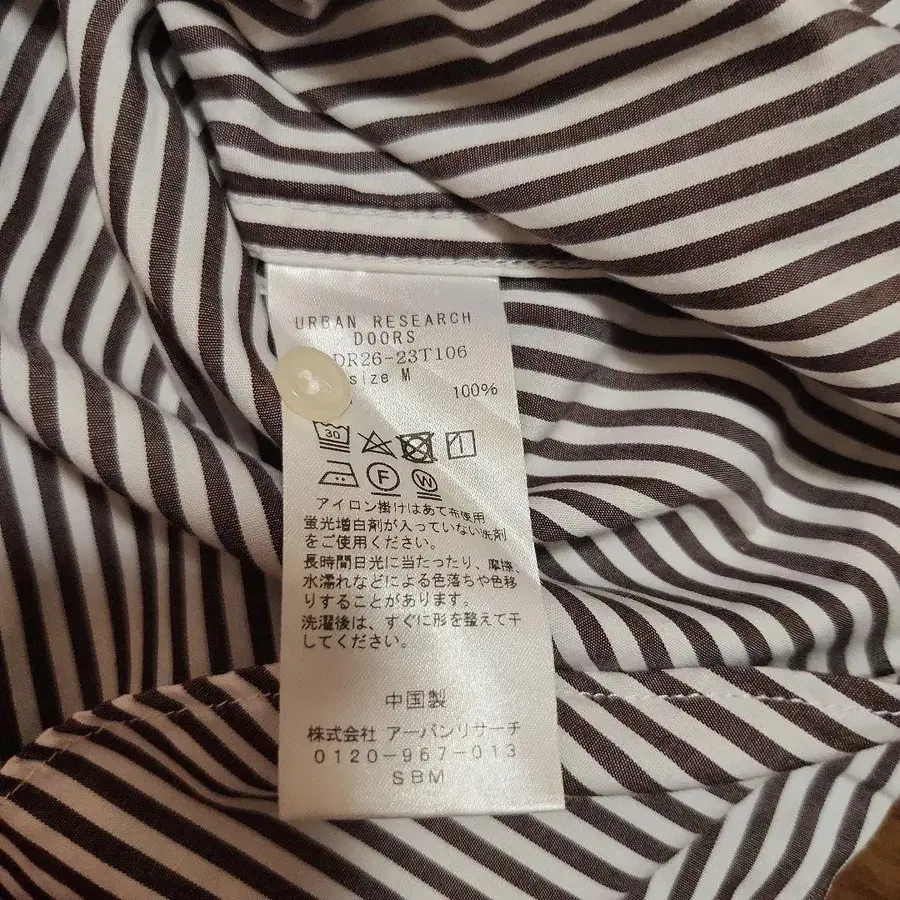 URBAN RESEARCH
DOORS
DR26-23T106
size M
100%
30
F W
アイロン掛けはあて布使用
蛍光増白剤が入っていない洗剤
をご使用ください。
長時間日光に当たったり、摩擦、
水濡れなどによる色落ちや色移
りすることがあります。
洗濯後は、すぐに形を整えて干
してください。
中国製
株式会社 アーバンリサーチ
0120-967-013
SBM